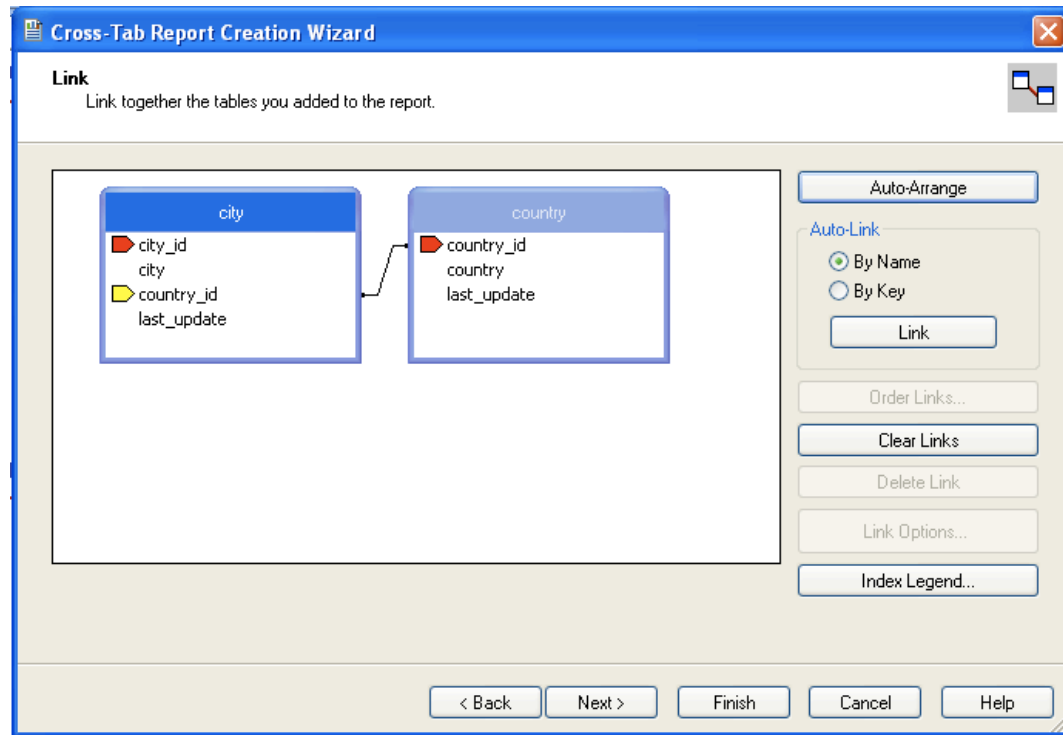 Cross-Tab Report Creation Wizard
Link
Link together the tables you added to the report.
city
city_id
city
country_id
last_update
country
country_id
country
last_update
Auto-Arrange
Auto-Link
By Name
By Key
Link
Order Links...
Clear Links
Delete Link
Link Options...
Index Legend...
< Back
Next >
Finish
Cancel
Help